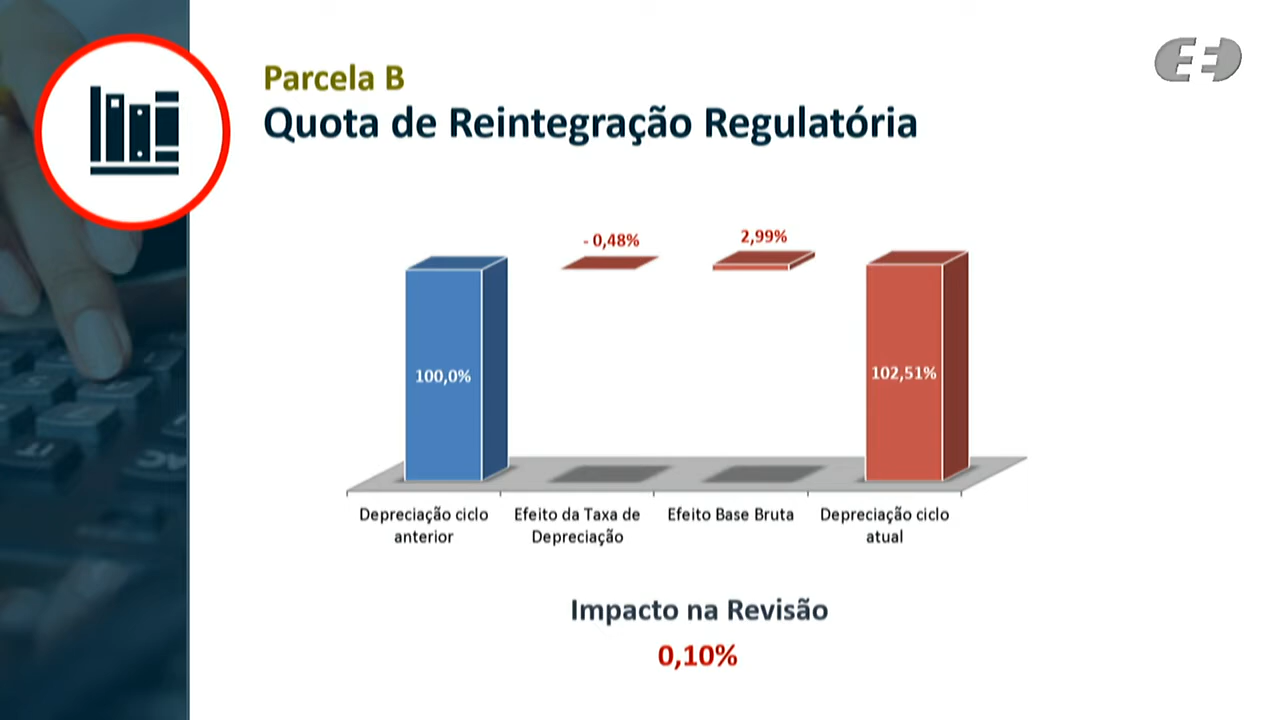 Parcela B
Quota de Reintegração Regulatória
- 0,48%
2,99%
100,0%
102,51%
Depreciação ciclo
anterior
Efeito da Taxa de
Depreciação
Efeito Base Bruta
Depreciação ciclo
atual
Impacto na Revisão
0,10%